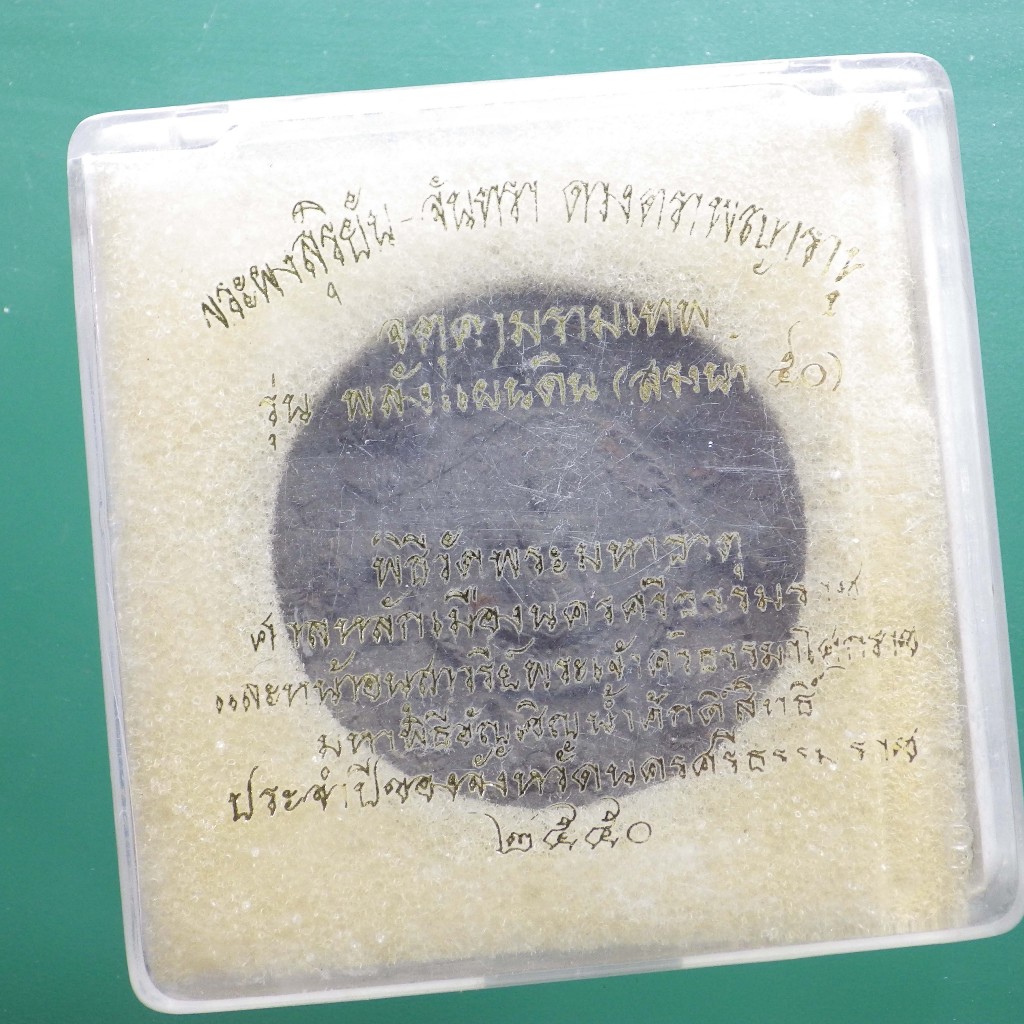 พระผงสุริยัน-จันทรา ดวงตราพญาราหู
จตุคามรามเทพ
รุ่น พลังแผ่นดิน (สรงน้ำ ๕๐)
พิธีวัดพระมหาธาตุ
ศาลหลักเมืองนครศรีธรรมราช
และหน้าอนุสาวรีย์พระเจ้าศรีธรรมาโศกราช
มหาพิธีอัญเชิญน้ำศักดิ์สิทธิ์
ประจำปีของจังหวัดนครศรีธรรมราช
๒๕๕๐